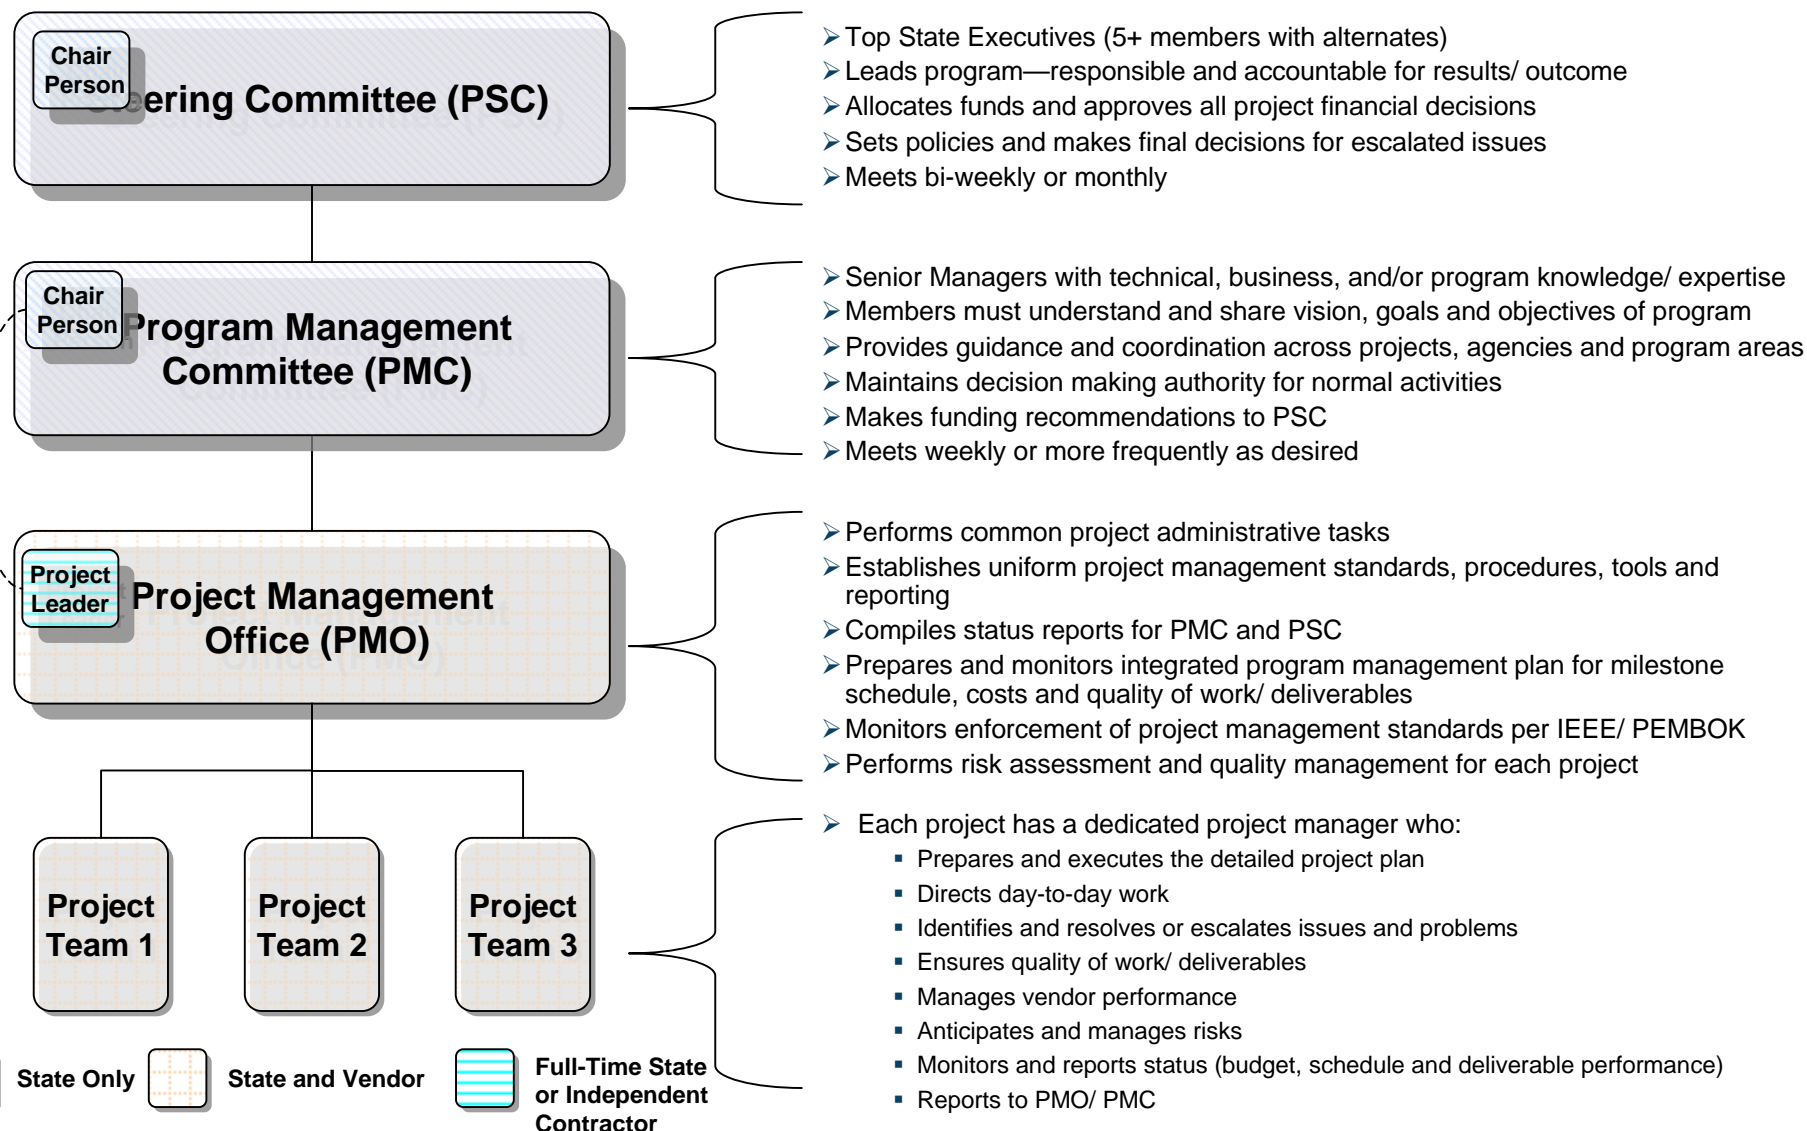 Chair
Person
Steering Committee (PSC)
➢Top State Executives (5+ members with alternates)
➢Leads program—responsible and accountable for results/ outcome
➢Allocates funds and approves all project financial decisions
➢Sets policies and makes final decisions for escalated issues
➢Meets bi-weekly or monthly
Chair
Person
Program Management
Committee (PMC)
➢Senior Managers with technical, business, and/or program knowledge/ expertise
➢Members must understand and share vision, goals and objectives of program
➢Provides guidance and coordination across projects, agencies and program areas
➢Maintains decision making authority for normal activities
➢Makes funding recommendations to PSC
➢Meets weekly or more frequently as desired
Project
Leader
Project Management
Office (PMO)
➢Performs common project administrative tasks
➢Establishes uniform project management standards, procedures, tools and
reporting
➢Compiles status reports for PMC and PSC
➢Prepares and monitors integrated program management plan for milestone
schedule, costs and quality of work/ deliverables
➢Monitors enforcement of project management standards per IEEE/ PEMBOK
➢Performs risk assessment and quality management for each project
Project
Team 1
Project
Team 2
Project
Team 3
➢ Each project has a dedicated project manager who:
▪ Prepares and executes the detailed project plan
▪ Directs day-to-day work
▪ Identifies and resolves or escalates issues and problems
▪ Ensures quality of work/ deliverables
▪ Manages vendor performance
▪ Anticipates and manages risks
▪ Monitors and reports status (budget, schedule and deliverable performance)
▪ Reports to PMO/ PMC
State Only
State and Vendor
Full-Time State
or Independent
Contractor